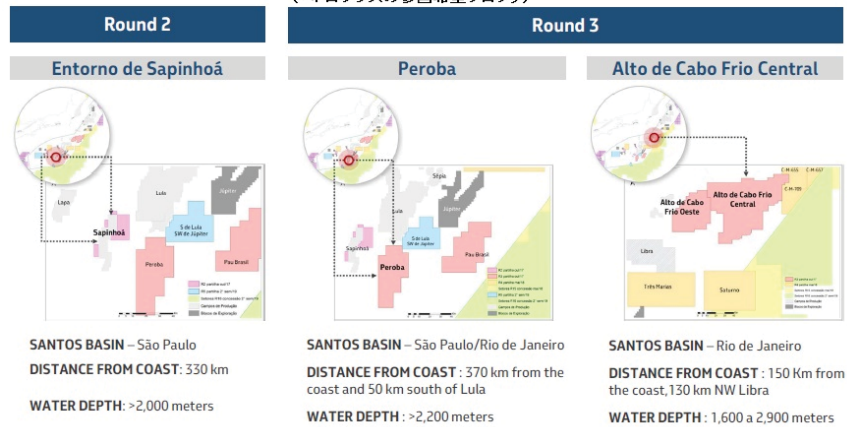 Round 2
Round 3
Entorno de Sapinhoá
Peroba
Alto de Cabo Frio Central
Lapa
Lula
Júpiter
Sapinhoá
S de Lula
SW de Júpiter
Peroba
Pau Brasil
Sépia
Lula
Júpiter
Sapinhoá
S de Lula
SW de Júpiter
Peroba
Pau Brasil
C-M-655
C-M-657
C-M-709
Alto de Cabo
Frio Oeste
Alto de Cabo Frio
Central
Libra
Três Marias
Saturno
SANTOS BASIN – São Paulo
DISTANCE FROM COAST: 330 km
WATER DEPTH: >2,000 meters
SANTOS BASIN – São Paulo/Rio de Janeiro
DISTANCE FROM COAST : 370 km from the
coast and 50 km south of Lula
WATER DEPTH : >2,200 meters
SANTOS BASIN – Rio de Janeiro
DISTANCE FROM COAST : 150 Km from
the coast,130 km NW Libra
WATER DEPTH : 1,600 a 2,900 meters